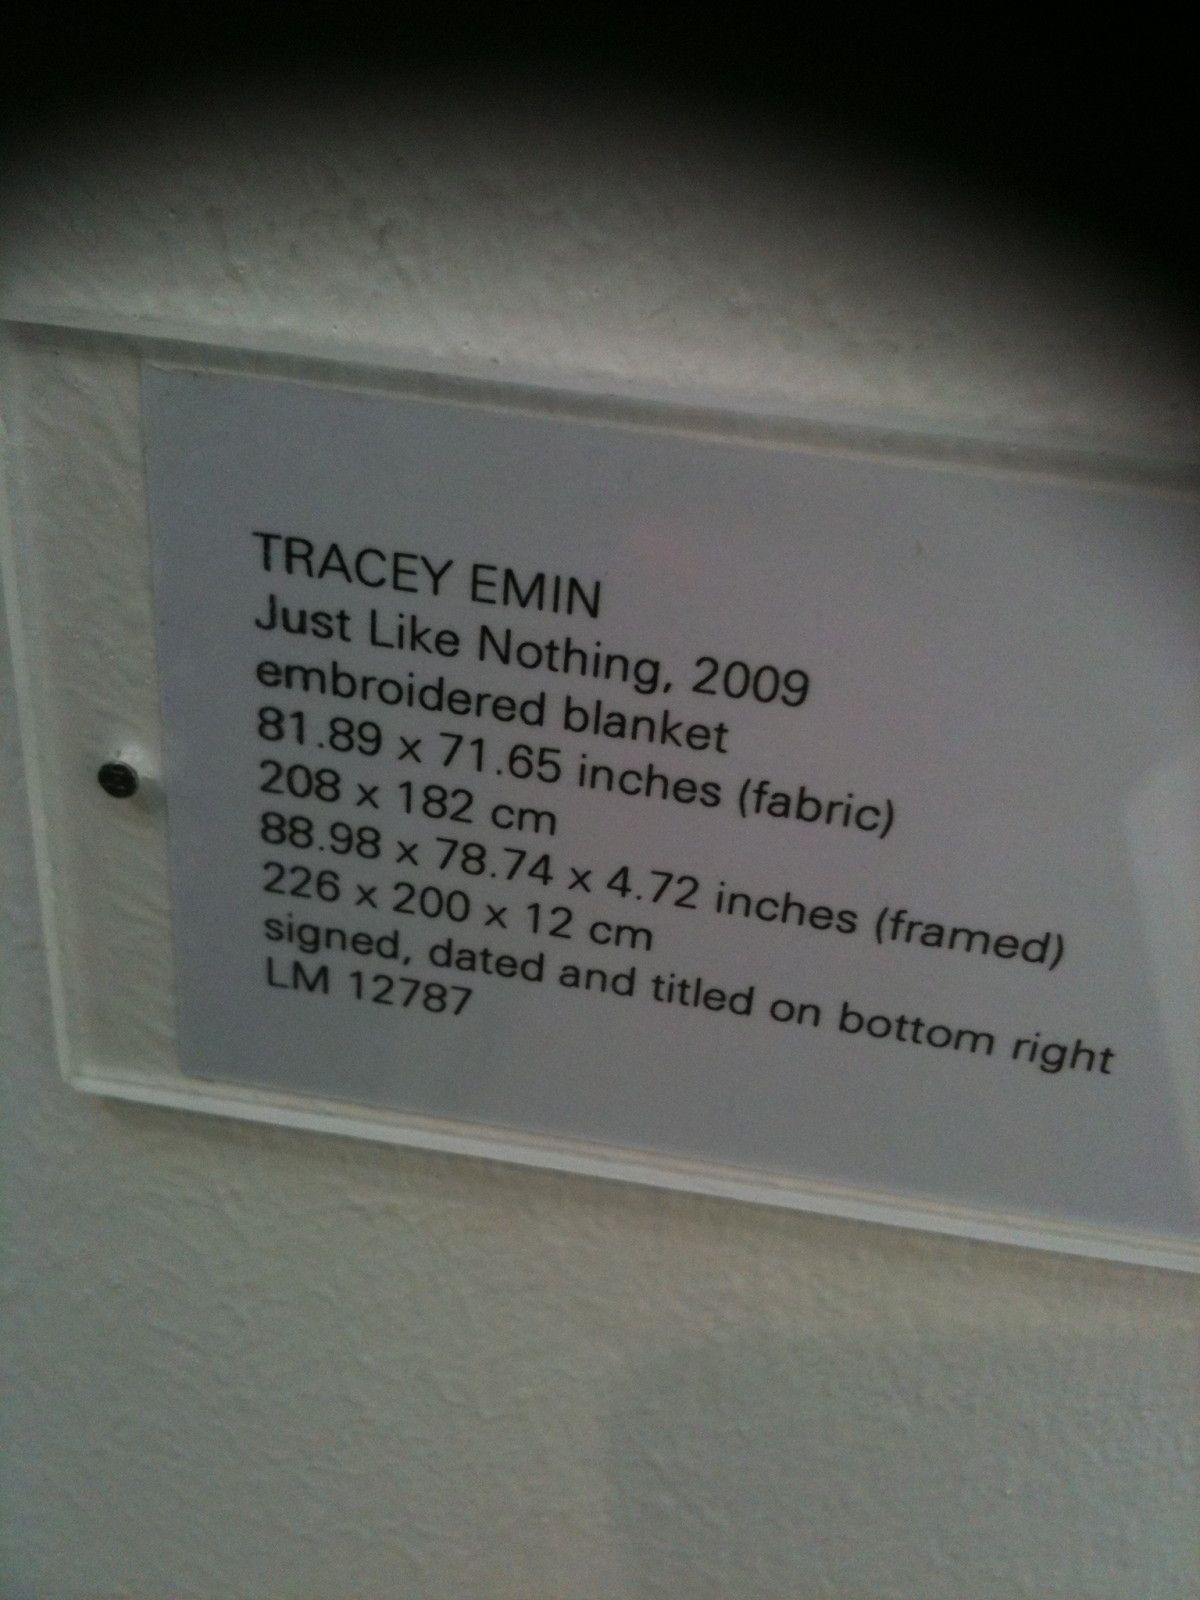 TRACEY EMIN
Just Like Nothing, 2009
embroidered blanket
81.89 x 71.65 inches (fabric)
208 x 182 cm
88.98 x 78.74 x 4.72 inches (framed)
226 x 200 x 12 cm
signed, dated and titled on bottom right
LM 12787